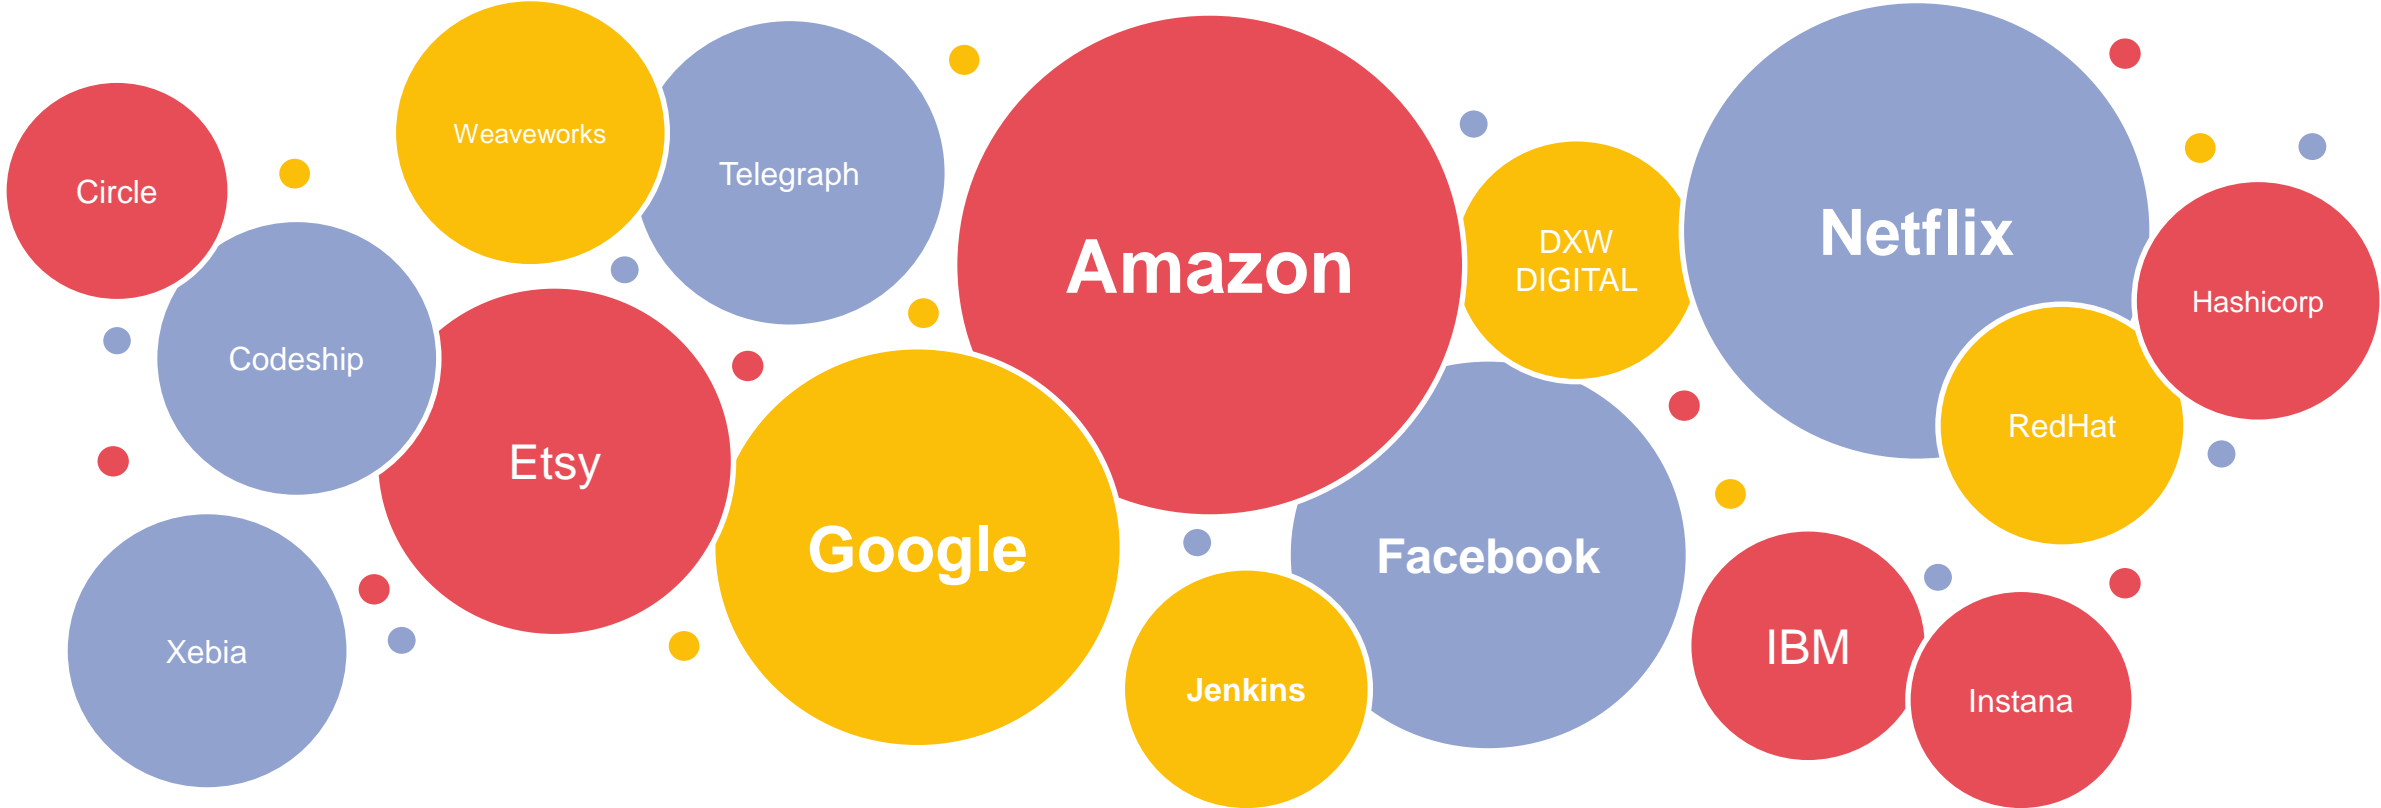 Circle
Weaveworks
Telegraph
Codeship
Etsy
Xebia
Google
Amazon
DXW
DIGITAL
Netflix
Hashicorp
RedHat
Facebook
Jenkins
IBM
Instana